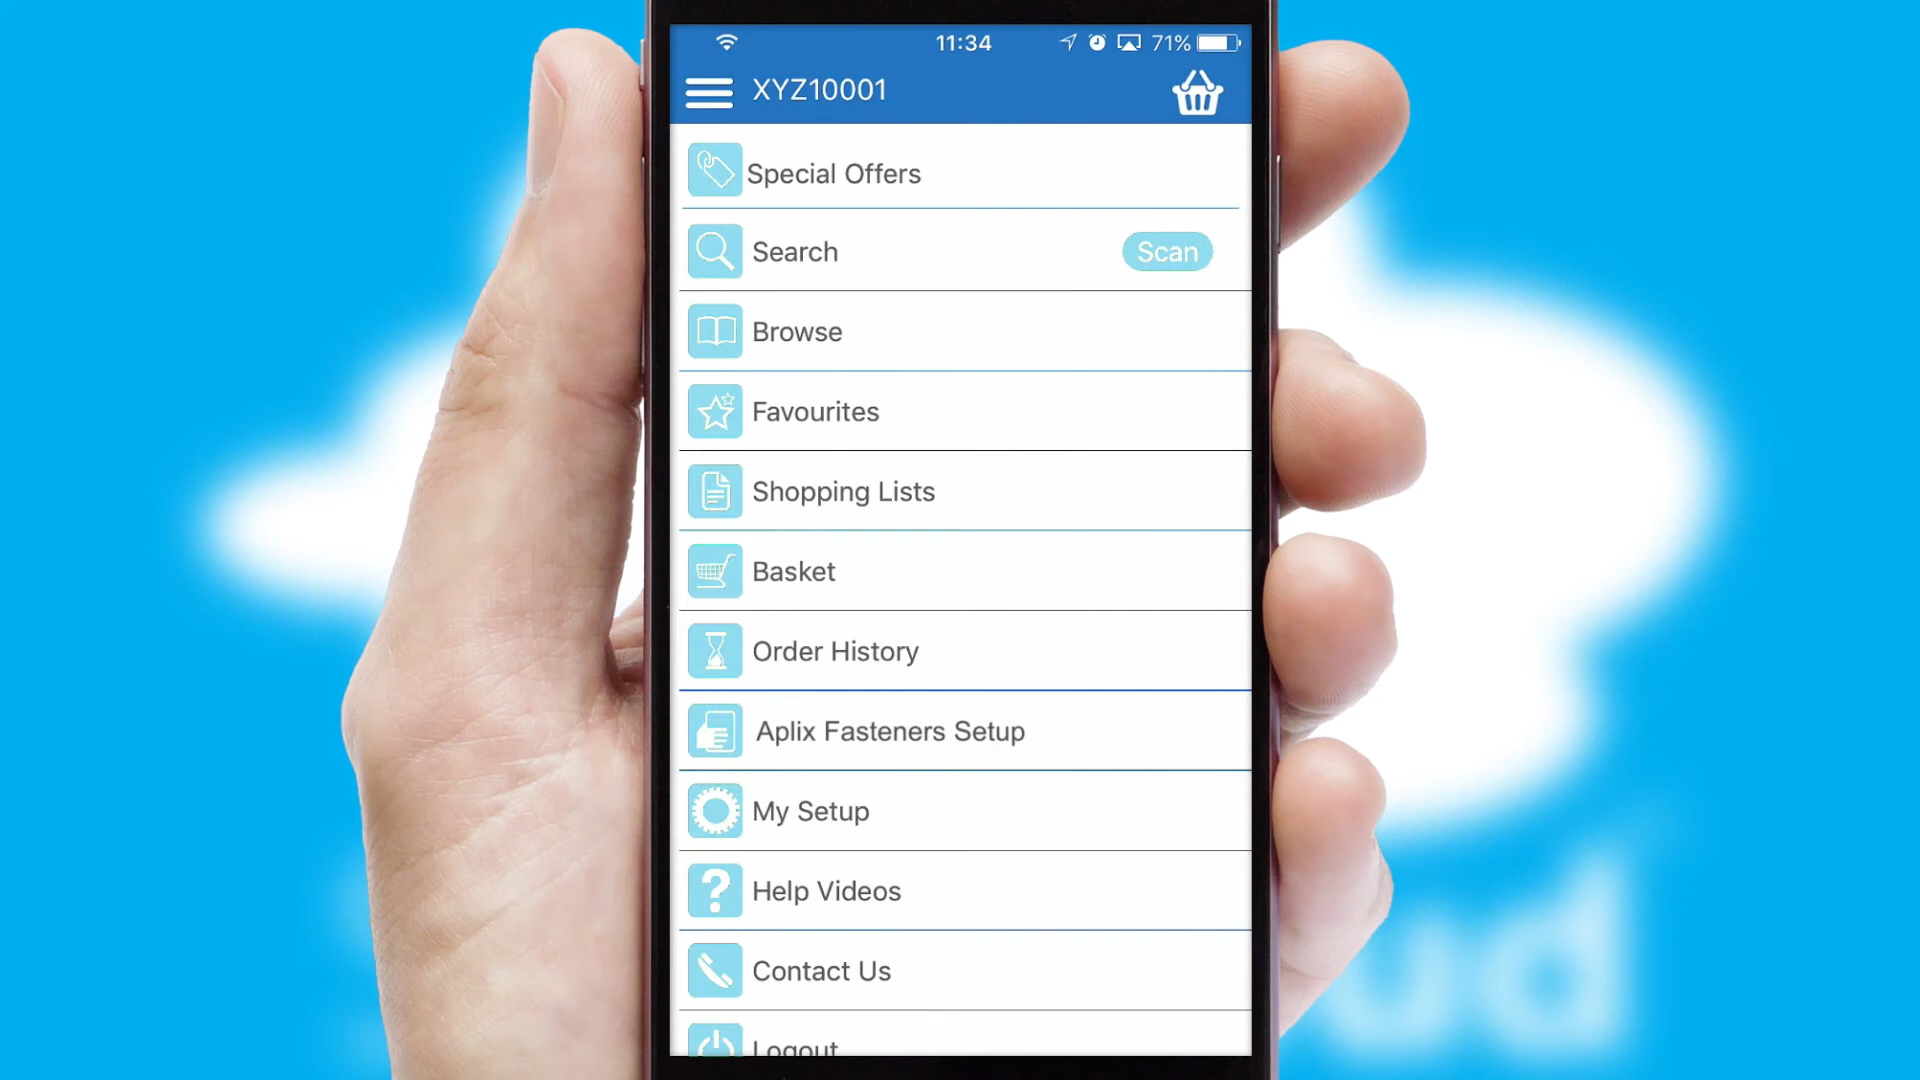 11:34
71%
XYZ10001
Special Offers
Search
Scan
Browse
Favourites
Shopping Lists
Basket
Order History
Aplix Fasteners Setup
My Setup
Help Videos
Contact Us
Logout
ud